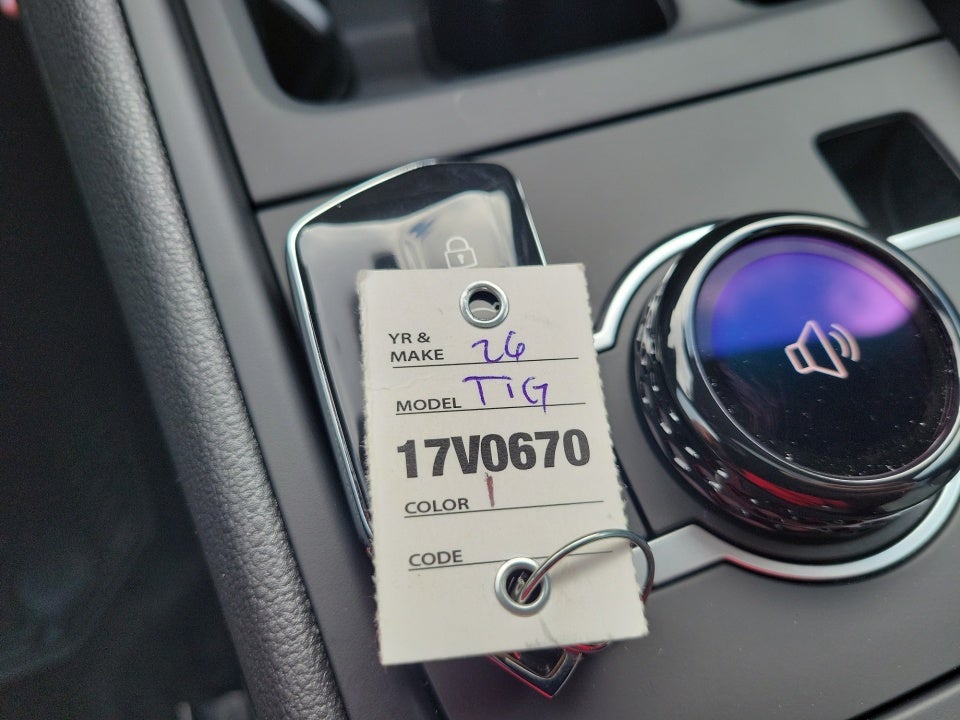 YR &
MAKE 26
MODEL TIG
17V0670
COLOR
CODE